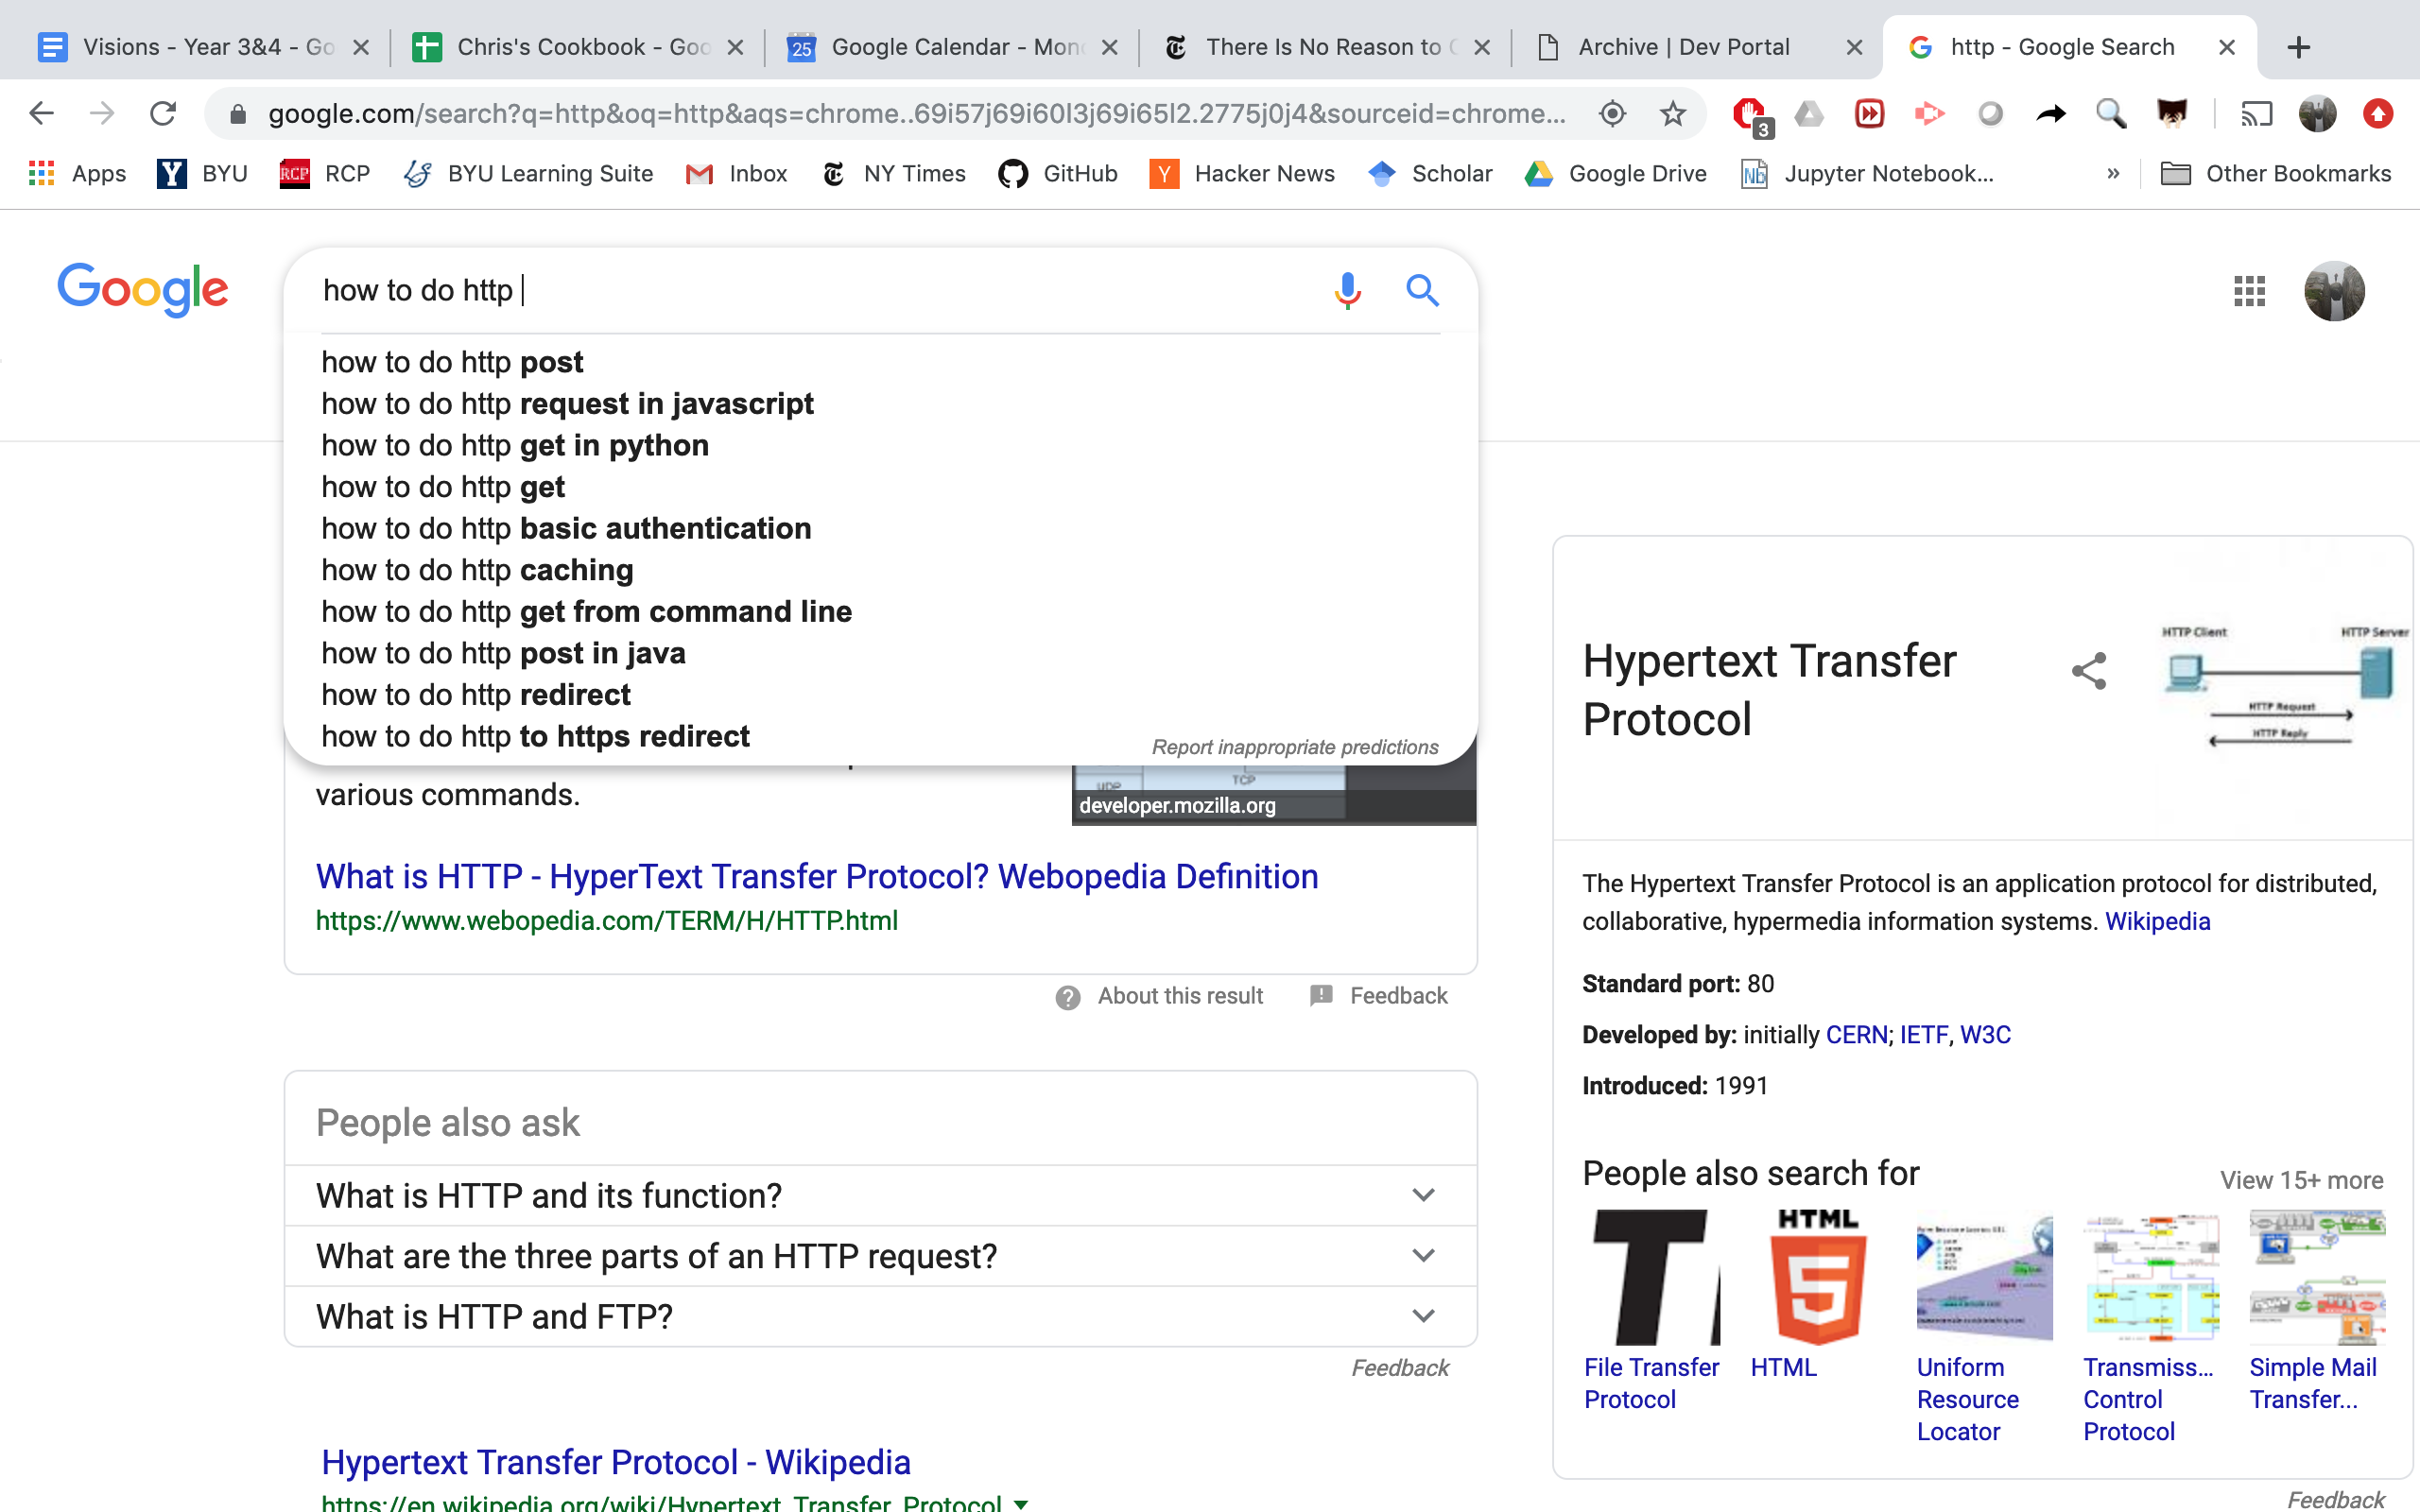 Visions - Year 3&4 - Go
Chris's Cookbook - Goo
25
Google Calendar - Mon
There Is No Reason to
Archive | Dev Portal
http - Google Search
google.com/search?q=http&oq=http&aqs=chrome..69i57j69i60l3j69i65l2.2775j0j4&sourceid=chrome...
3
Apps
Y BYU
RCP RCP
BYU Learning Suite
Inbox
NY Times
GitHub
Y Hacker News
Scholar
Google Drive
Nb Jupyter Notebook...
»
Other Bookmarks
Google
how to do http
how to do http post
how to do http request in javascript
how to do http get in python
how to do http get
how to do http basic authentication
how to do http caching
how to do http get from command line
how to do http post in java
how to do http redirect
how to do http to https redirect
Report inappropriate predictions
various commands.
UDP TCP
developer.mozilla.org
What is HTTP - HyperText Transfer Protocol? Webopedia Definition
https://www.webopedia.com/TERM/H/HTTP.html
About this result
Feedback
People also ask
What is HTTP and its function?
What are the three parts of an HTTP request?
What is HTTP and FTP?
Feedback
Hypertext Transfer Protocol - Wikipedia
https://en.wikipedia.org/wiki/Hypertext_Transfer_Protocol
Hypertext Transfer
Protocol
HTTP Client
HTTP Server
HTTP Request
HTTP Reply
The Hypertext Transfer Protocol is an application protocol for distributed,
collaborative, hypermedia information systems. Wikipedia
Standard port: 80
Developed by: initially CERN; IETF, W3C
Introduced: 1991
People also search for
View 15+ more
HTML
5
File Transfer
Protocol
HTML
Uniform
Resource
Locator
Transmiss...
Control
Protocol
Simple Mail
Transfer...
Feedback